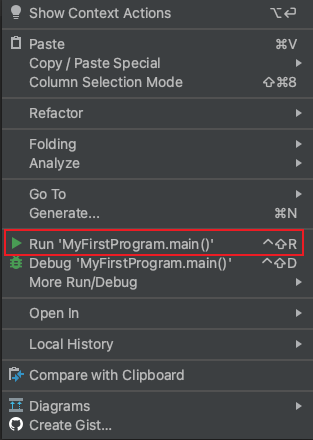 Show Context Actions ⌥⏎
Paste ⌘V
Copy / Paste Special
Column Selection Mode ⇧⌘8
Refactor
Folding
Analyze
Go To
Generate... ⌘N
Run 'MyFirstProgram.main()' ^⇧R
Debug 'MyFirstProgram.main()' ^⇧D
More Run/Debug
Open In
Local History
Compare with Clipboard
Diagrams
Create Gist...